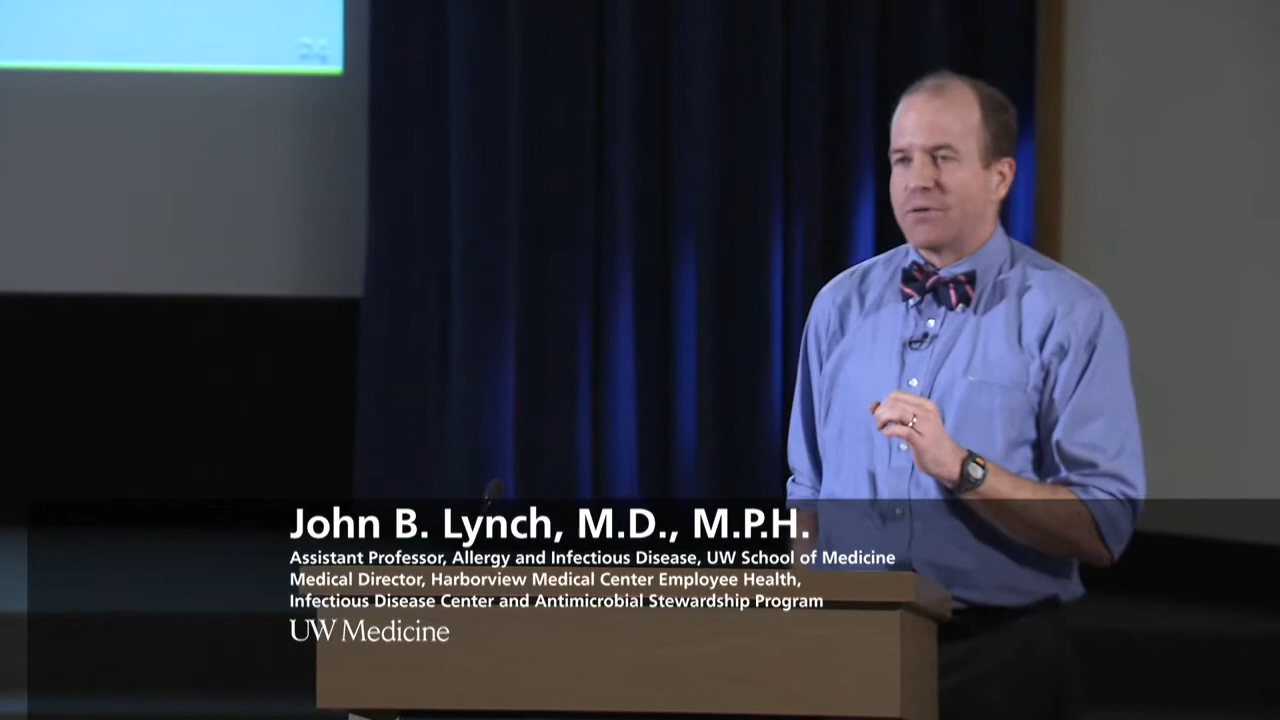 John B. Lynch, M.D., M.P.H.
Assistant Professor, Allergy and Infectious Disease, UW School of Medicine
Medical Director, Harborview Medical Center Employee Health,
Infectious Disease Center and Antimicrobial Stewardship Program
UW Medicine